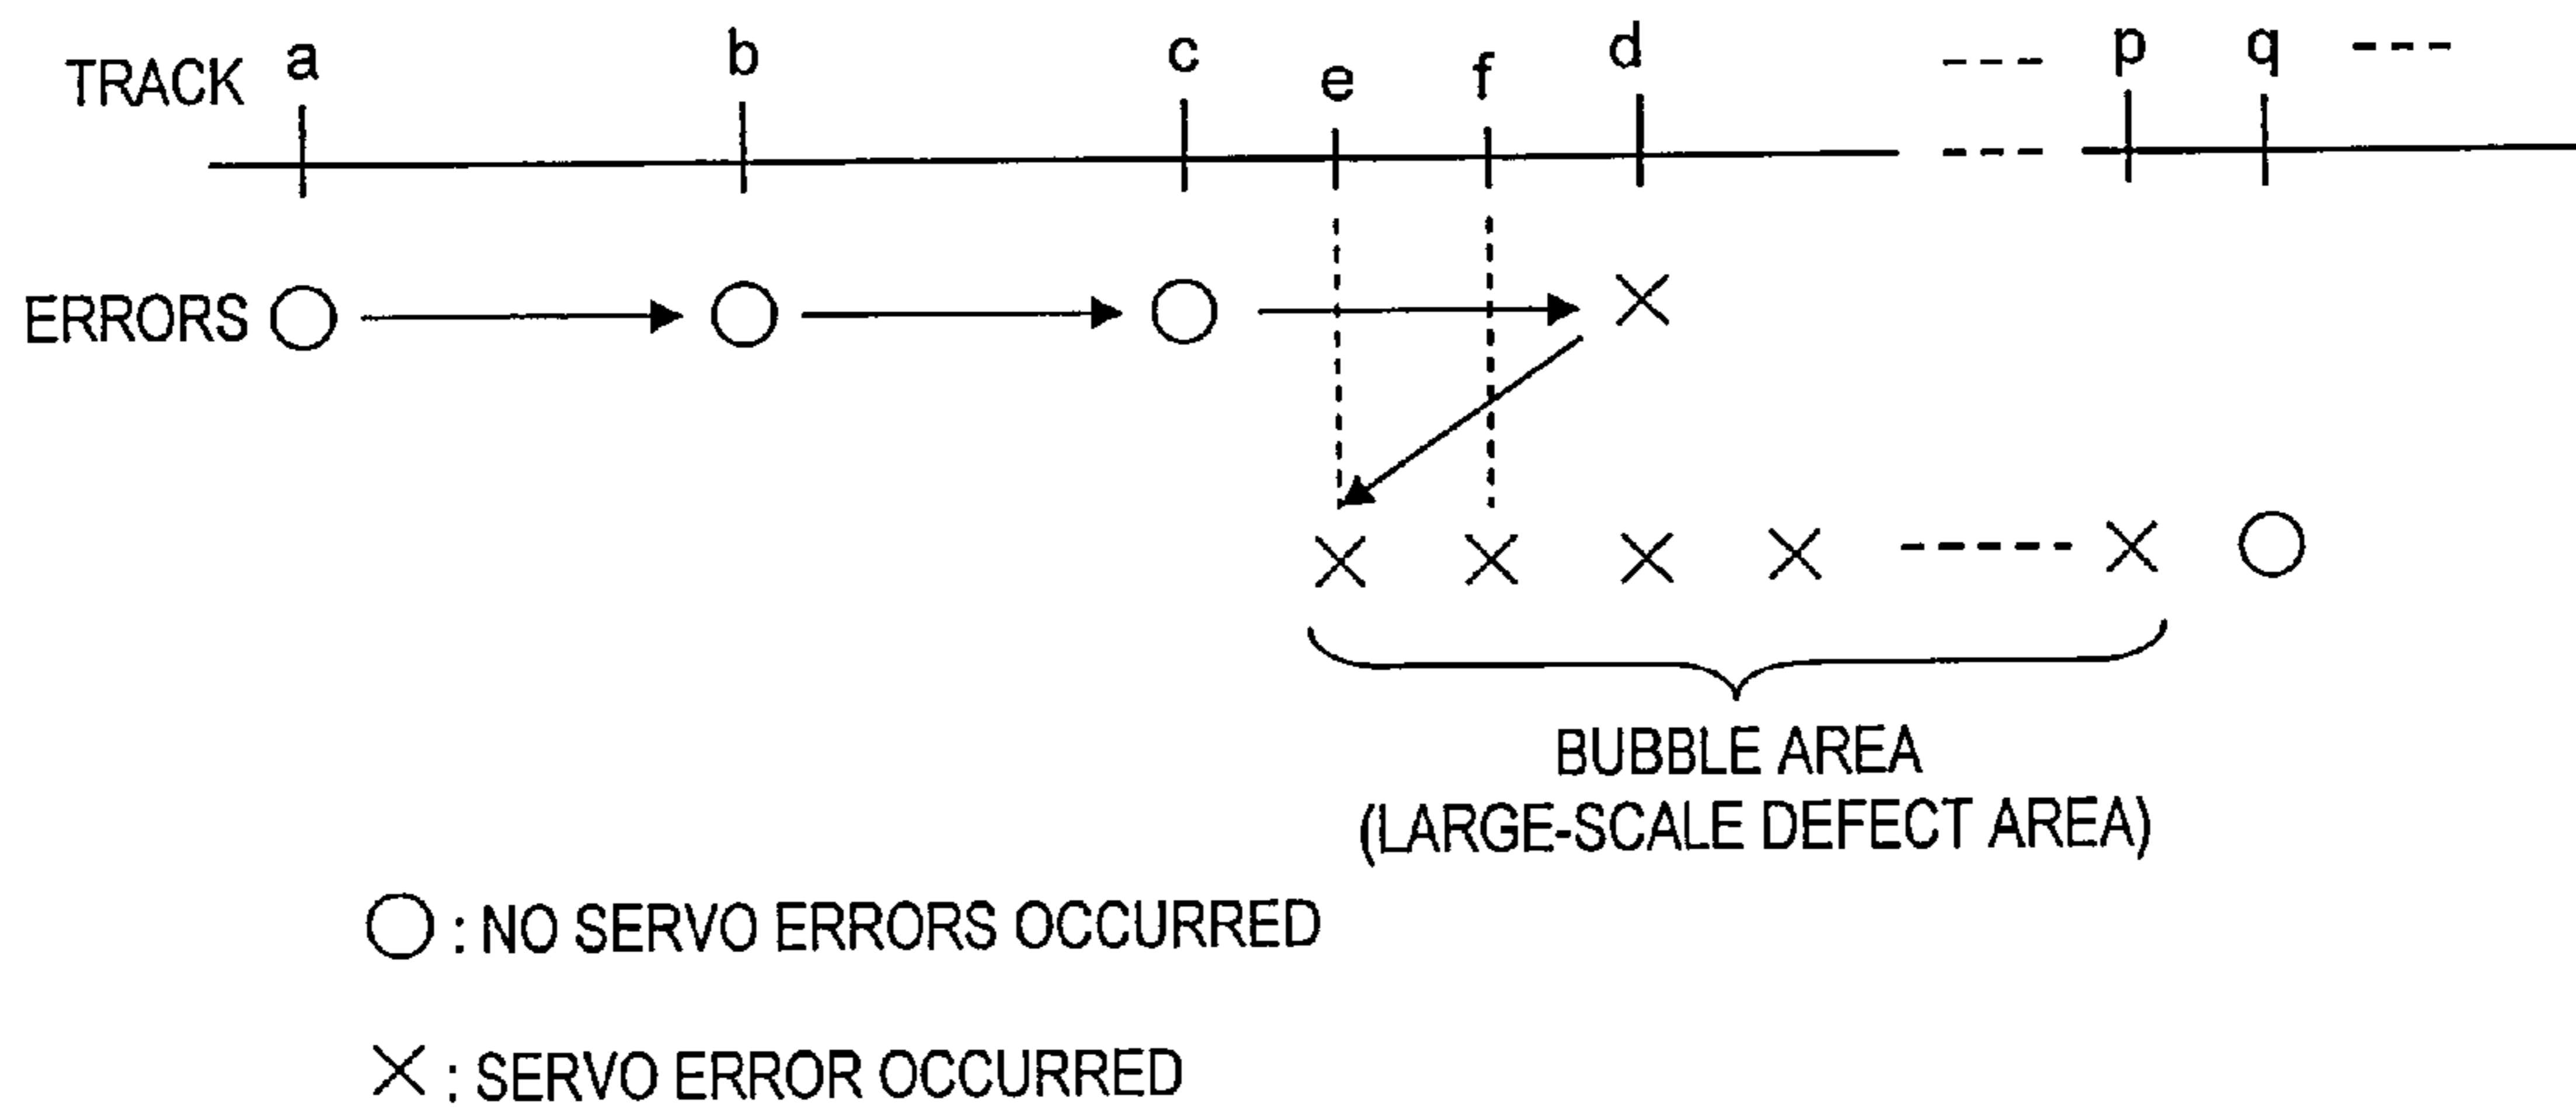 TRACK a b c e f d --- p q ---
ERRORS
BUBBLE AREA
(LARGE-SCALE DEFECT AREA)
○ : NO SERVO ERRORS OCCURRED
× : SERVO ERROR OCCURRED